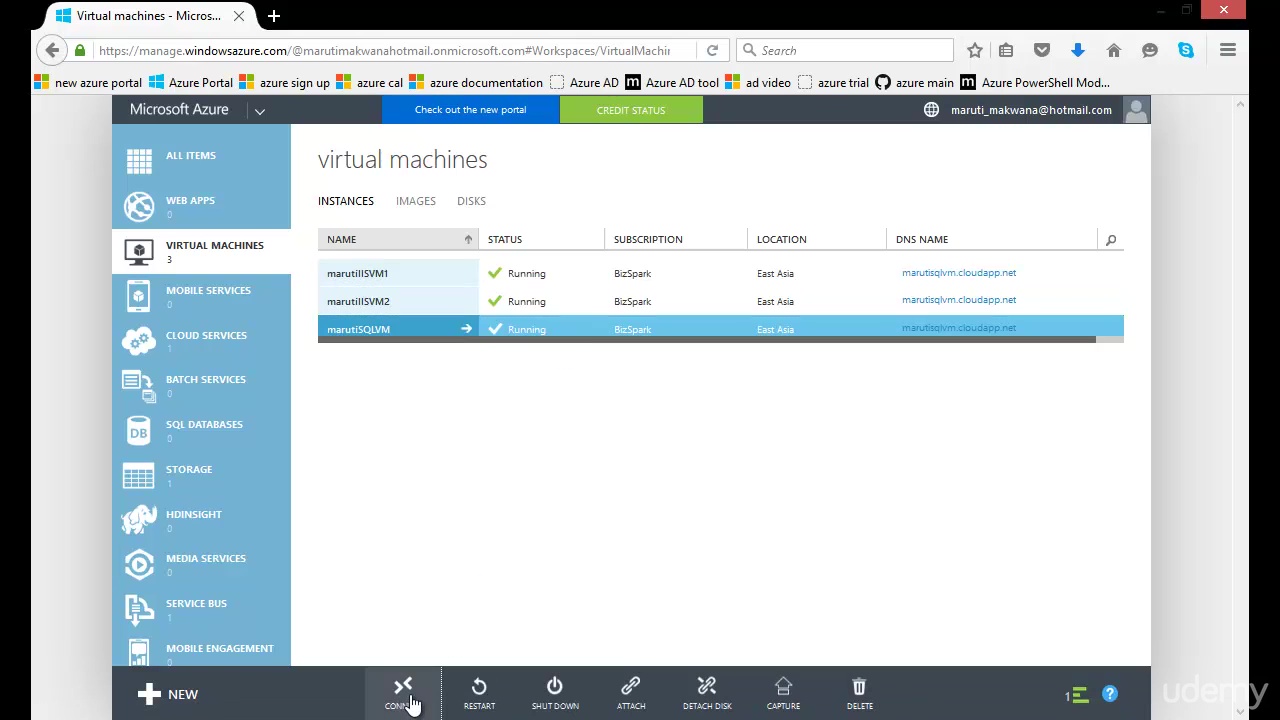 Virtual machines - Micros...
https://manage.windowsazure.com/@marutimakwanahotmail.onmicrosoft.com#Workspaces/VirtualMachir
Search
new azure portal
Azure Portal
azure sign up
azure cal
azure documentation
Azure AD
Azure AD tool
ad video
azure trial
azure main
Azure PowerShell Mod...
Microsoft Azure
Check out the new portal
CREDIT STATUS
maruti_makwana@hotmail.com
ALL ITEMS
WEB APPS
0
VIRTUAL MACHINES
3
MOBILE SERVICES
0
CLOUD SERVICES
1
BATCH SERVICES
0
SQL DATABASES
0
DB
STORAGE
1
HDINSIGHT
0
MEDIA SERVICES
0
SERVICE BUS
1
MOBILE ENGAGEMENT
0
virtual machines
INSTANCES IMAGES DISKS
NAME STATUS SUBSCRIPTION LOCATION DNS NAME
marutiIISVM1 Running BizSpark East Asia marutisqlvm.cloudapp.net
marutiIISVM2 Running BizSpark East Asia marutisqlvm.cloudapp.net
marutiSQLVM Running BizSpark East Asia marutisqlvm.cloudapp.net
NEW
RESTART
SHUT DOWN
ATTACH
DETACH DISK
CAPTURE
DELETE
1
?
udemy